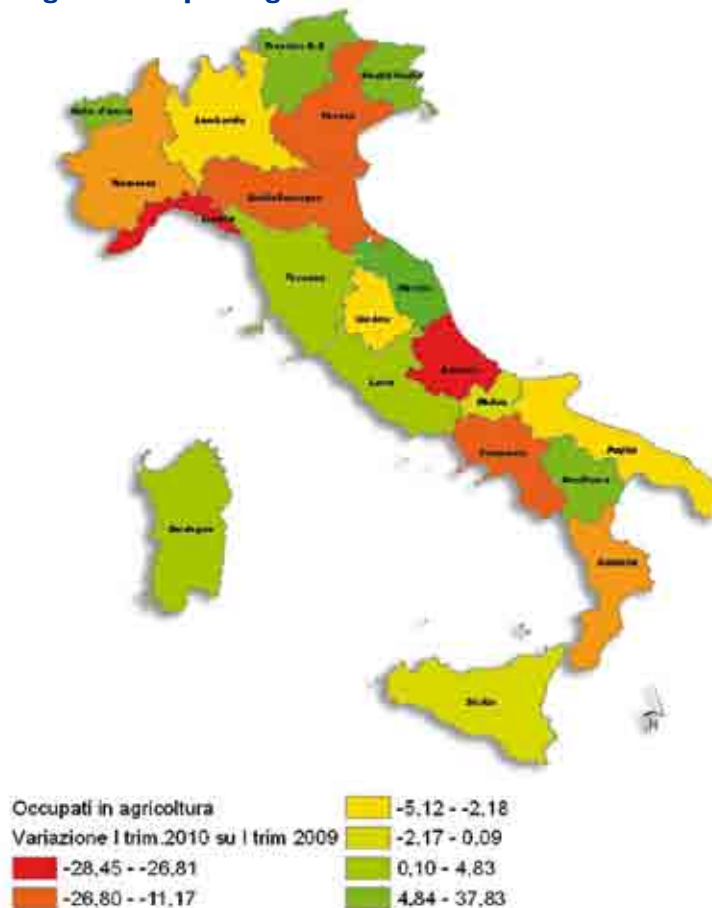 Trentino A-A
Friuli-V.Giulia
Valle d'Aosta
Lombardia
Veneto
Piemonte
Emilia-Romagna
Liguria
Toscana
Marche
Umbria
Lazio
Abruzzo
Molise
Campania
Puglia
Basilicata
Sardegna
Calabria
Sicilia
Occupati in agricoltura
Variazione I trim.2010 su I trim 2009
-28,45 - -26,81
-26,80 - -11,17
-5,12 - -2,18
-2,17 - 0,09
0,10 - 4,83
4,84 - 37,83